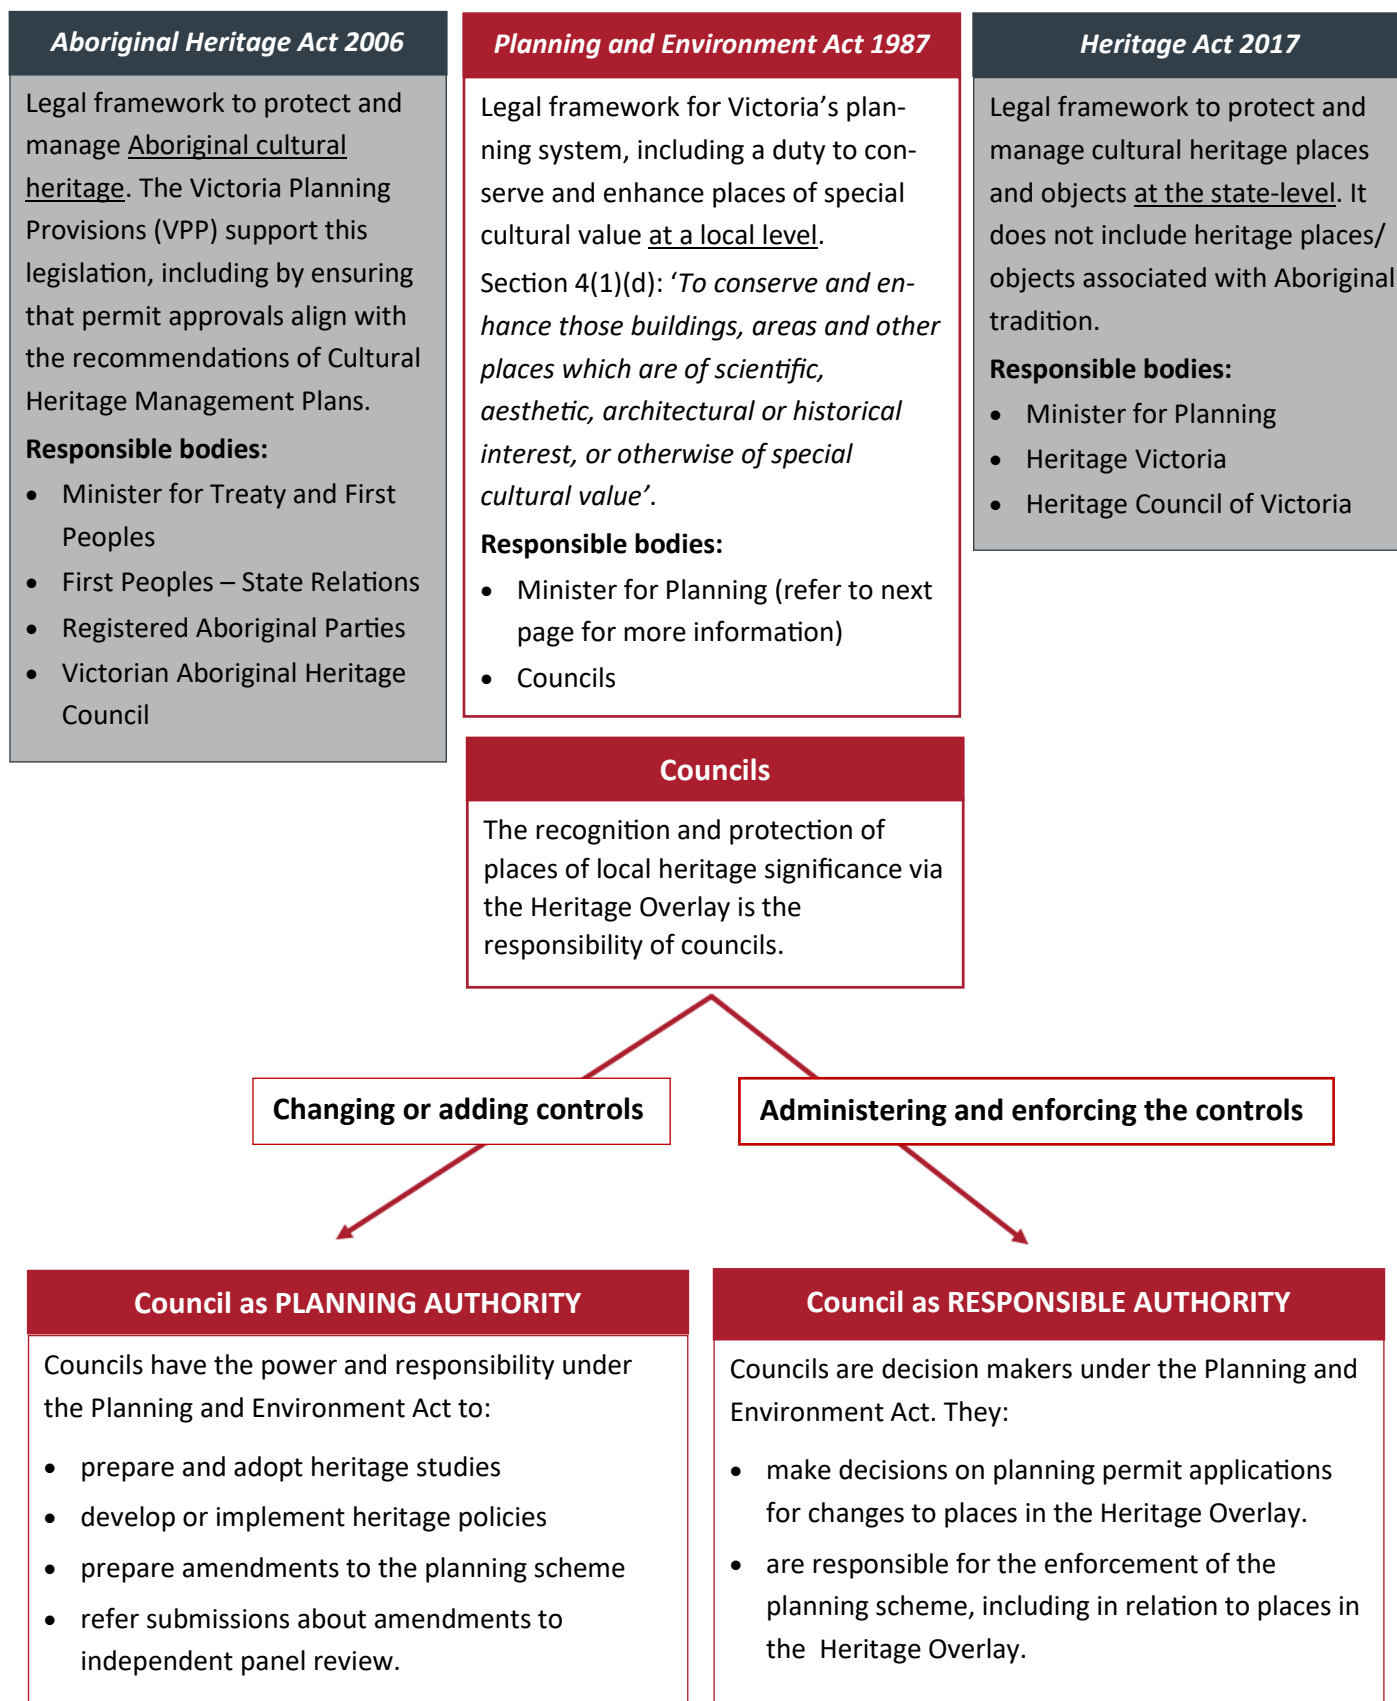 Aboriginal Heritage Act 2006
Legal framework to protect and
manage Aboriginal cultural
heritage. The Victoria Planning
Provisions (VPP) support this
legislation, including by ensuring
that permit approvals align with
the recommendations of Cultural
Heritage Management Plans.
Responsible bodies:
• Minister for Treaty and First
Peoples
• First Peoples – State Relations
• Registered Aboriginal Parties
• Victorian Aboriginal Heritage
Council
Planning and Environment Act 1987
Legal framework for Victoria’s plan-
ning system, including a duty to con-
serve and enhance places of special
cultural value at a local level.
Section 4(1)(d): ‘To conserve and en-
hance those buildings, areas and other
places which are of scientific,
aesthetic, architectural or historical
interest, or otherwise of special
cultural value’.
Responsible bodies:
• Minister for Planning (refer to next
page for more information)
• Councils
Heritage Act 2017
Legal framework to protect and
manage cultural heritage places
and objects at the state-level. It
does not include heritage places/
objects associated with Aboriginal
tradition.
Responsible bodies:
• Minister for Planning
• Heritage Victoria
• Heritage Council of Victoria
Councils
The recognition and protection of
places of local heritage significance via
the Heritage Overlay is the
responsibility of councils.
Changing or adding controls
Administering and enforcing the controls
Council as PLANNING AUTHORITY
Councils have the power and responsibility under
the Planning and Environment Act to:
• prepare and adopt heritage studies
• develop or implement heritage policies
• prepare amendments to the planning scheme
• refer submissions about amendments to
independent panel review.
Council as RESPONSIBLE AUTHORITY
Councils are decision makers under the Planning and
Environment Act. They:
• make decisions on planning permit applications
for changes to places in the Heritage Overlay.
• are responsible for the enforcement of the
planning scheme, including in relation to places in
the  Heritage Overlay.